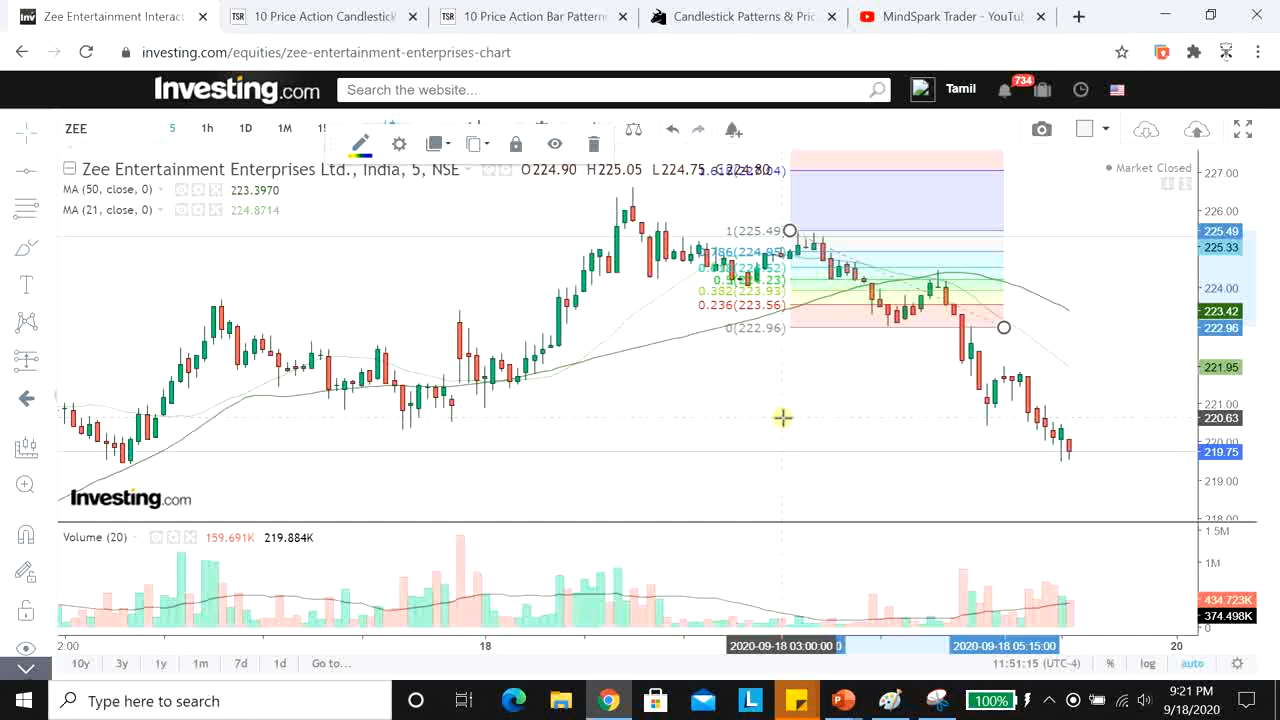 Zee Entertainment Interact
10 Price Action Candlestick
10 Price Action Bar Pattern
Candlestick Patterns & Pri
MindSpark Trader - YouTu
investing.com/equities/zee-entertainment-enterprises-chart
Investing.com
Search the website...
Tamil
734
ZEE
5 1h 1D 1M
Zee Entertainment Enterprises Ltd., India, 5, NSE
O224.90 H225.05 L224.75 C224.80
Market Closed
MA (50, close, 0)
223.3970
MA (21, close, 0)
224.8714
1(225.49)
0.382(223.93)
0.236(223.56)
0(222.96)
227.00
226.00
225.49
225.33
224.00
223.42
222.96
221.95
221.00
220.63
220.00
219.75
219.00
218.00
Investing.com
Volume (20)
159.691K 219.884K
1.5M
1M
434.723K
374.498K
0
2:00
18
2020-09-18 03:00:00
2020-09-18 05:15:00
20
10y 3y 1y 1m 7d 1d Go to...
11:51:15 (UTC-4) % log auto
Type here to search
100%
9:21 PM
9/18/2020